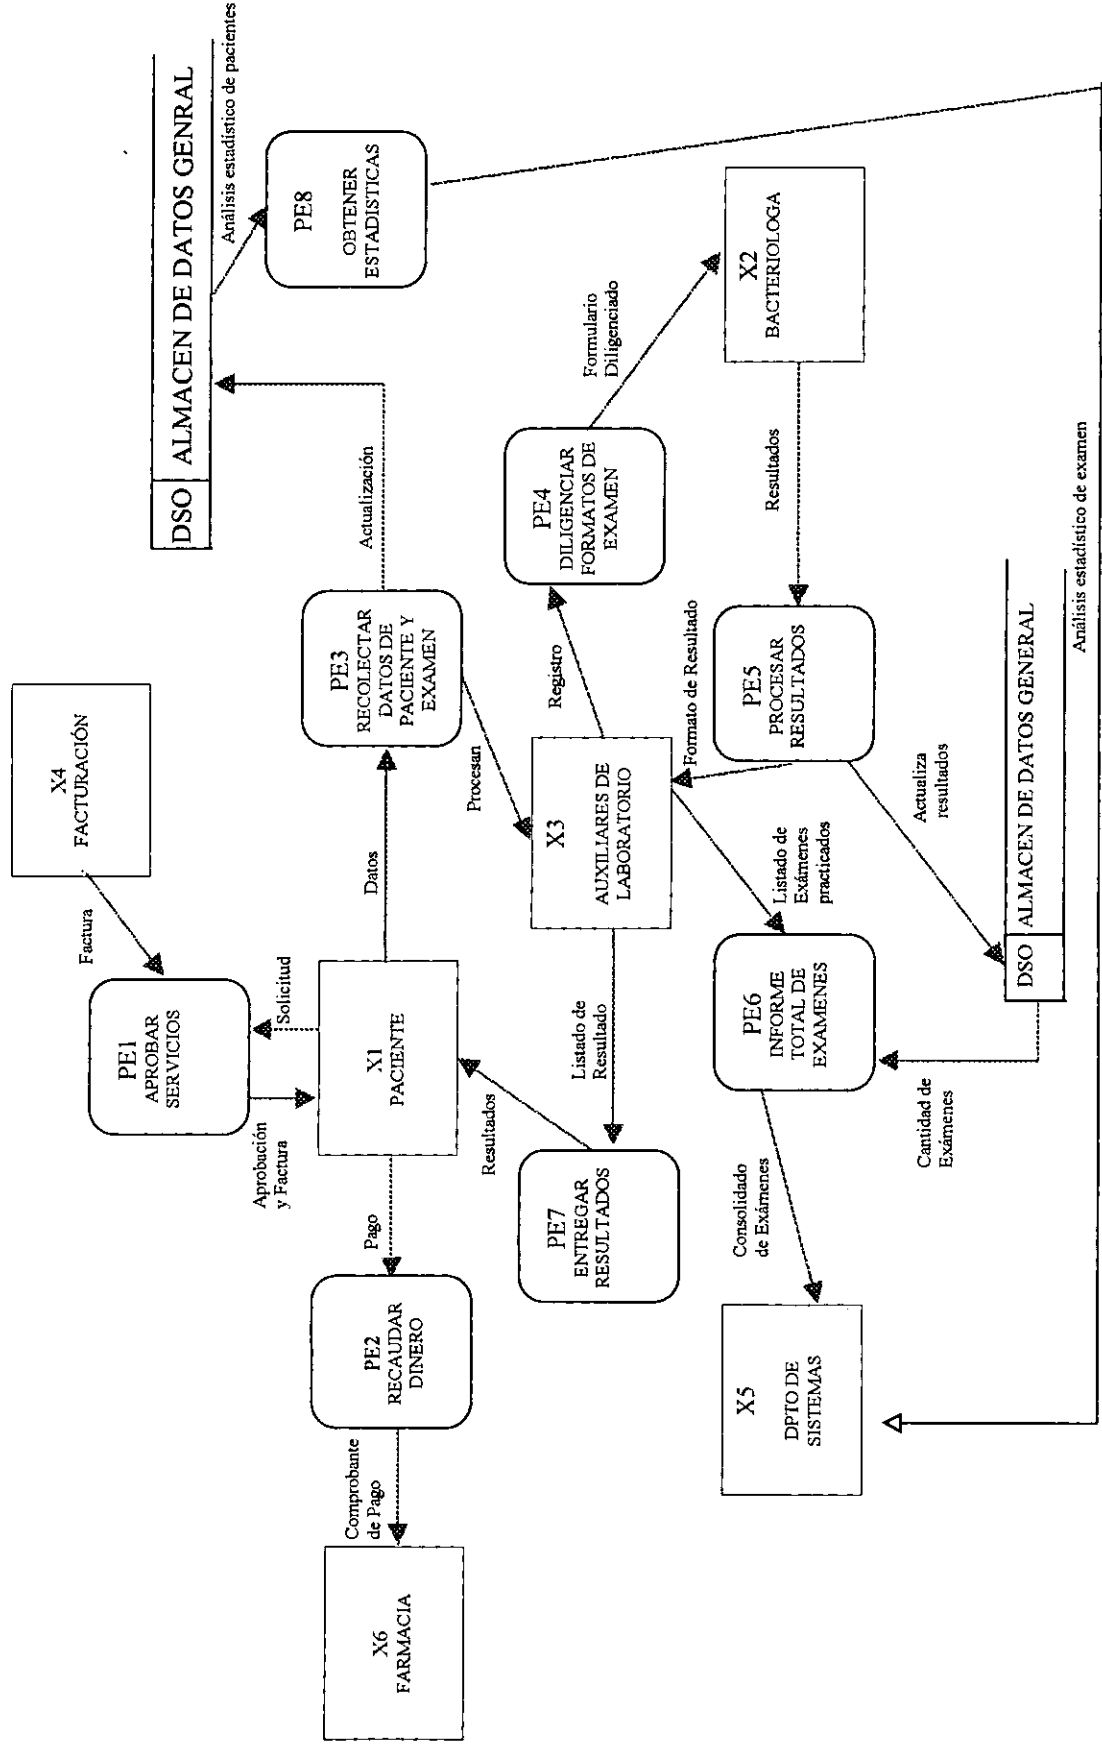 X4
FACTURACIÓN
DSO
ALMACEN DE DATOS GENRAL
Factura
Análisis estadístico de pacientes
PE1
APROBAR
SERVICIOS
Solicitud
Aprobación
y Factura
Actualización
PE8
OBTENER
ESTADISTICAS
X6
FARMACIA
Comprobante
de Pago
PE2
RECAUDAR
DINERO
Pago
X1
PACIENTE
Datos
PE3
RECOLECTAR
DATOS DE
PACIENTE Y
EXAMEN
Resultados
Procesan
PE7
ENTREGAR
RESULTADOS
Listado de
Resultado
X3
AUXILIARES DE
LABORATORIO
Registro
PE4
DILIGENCIAR
FORMATOS DE
EXAMEN
Formulario
Diligenciado
Formato de Resultado
Listado de
Exámenes
practicados
X5
DPTO DE
SISTEMAS
Consolidado
de Exámenes
PE6
INFORME
TOTAL DE
EXAMENES
PE5
PROCESAR
RESULTADOS
Resultados
X2
BACTERIOLOGA
Cantidad de
Exámenes
Actualiza
resultados
DSO
ALMACEN DE DATOS GENERAL
Análisis estadístico de examen